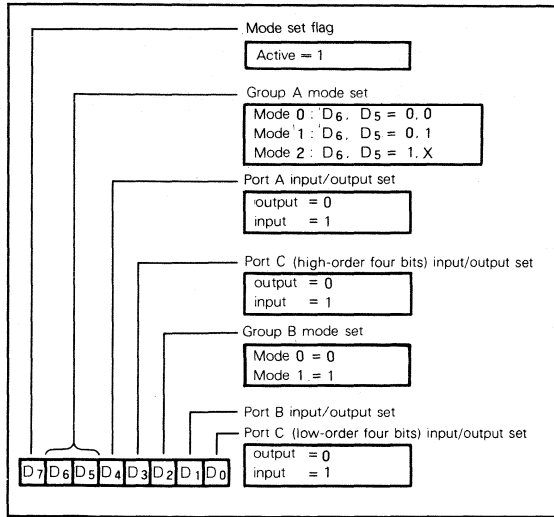 Mode set flag
Active = 1
Group A mode set
Mode 0 : D6, D5 = 0, 0
Mode 1 : D6, D5 = 0, 1
Mode 2 : D6, D5 = 1, X
Port A input/output set
output = 0
input = 1
Port C (high-order four bits) input/output set
output = 0
input = 1
Group B mode set
Mode 0 = 0
Mode 1 = 1
Port B input/output set
Port C (low-order four bits) input/output set
output = 0
input = 1
D7 D6 D5 D4 D3 D2 D1 D0